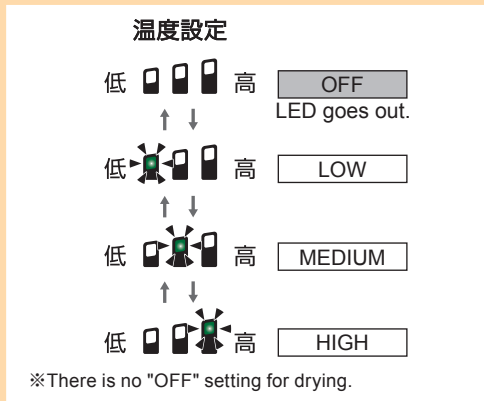 温度設定
低 高 OFF
LED goes out.
低 高 LOW
低 高 MEDIUM
低 高 HIGH
※There is no "OFF" setting for drying.